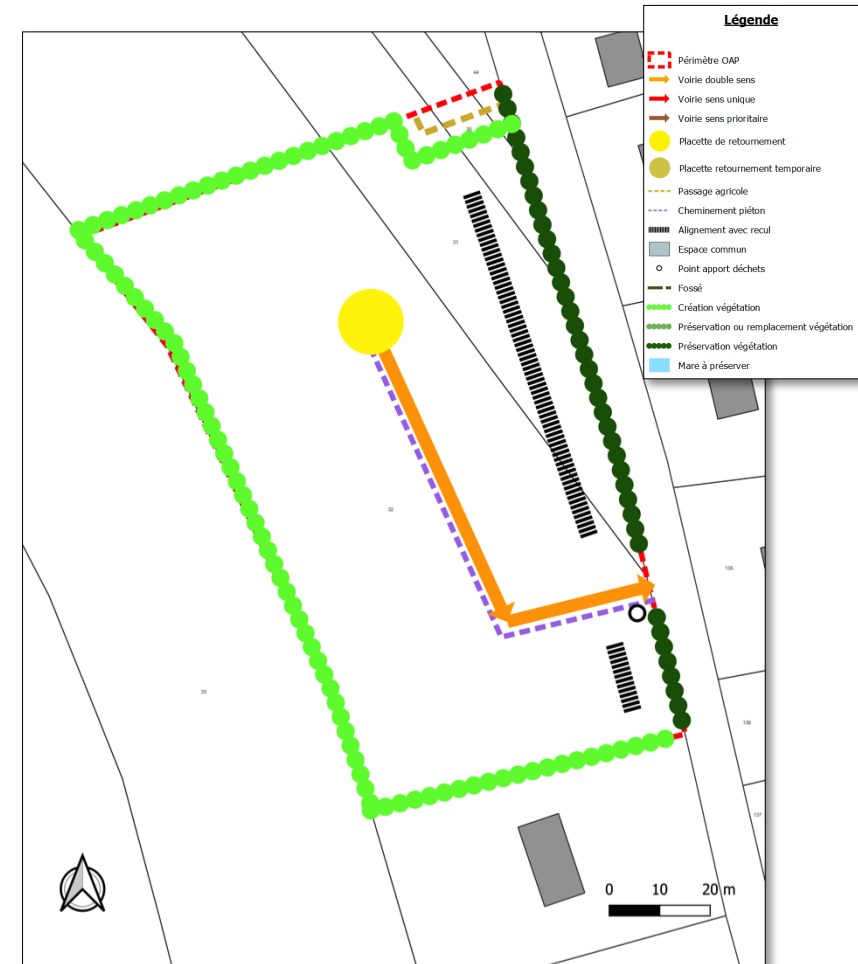 Légende
Périmètre OAP
Voirie double sens
Voirie sens unique
Voirie sens prioritaire
Placette de retournement
Placette retournement temporaire
Passage agricole
Cheminement piéton
Alignement avec recul
Espace commun
Point apport déchets
Fossé
Création végétation
Préservation ou remplacement végétation
Préservation végétation
Mare à préserver
44
30
31
32
135
33
136
137
0 10 20 m